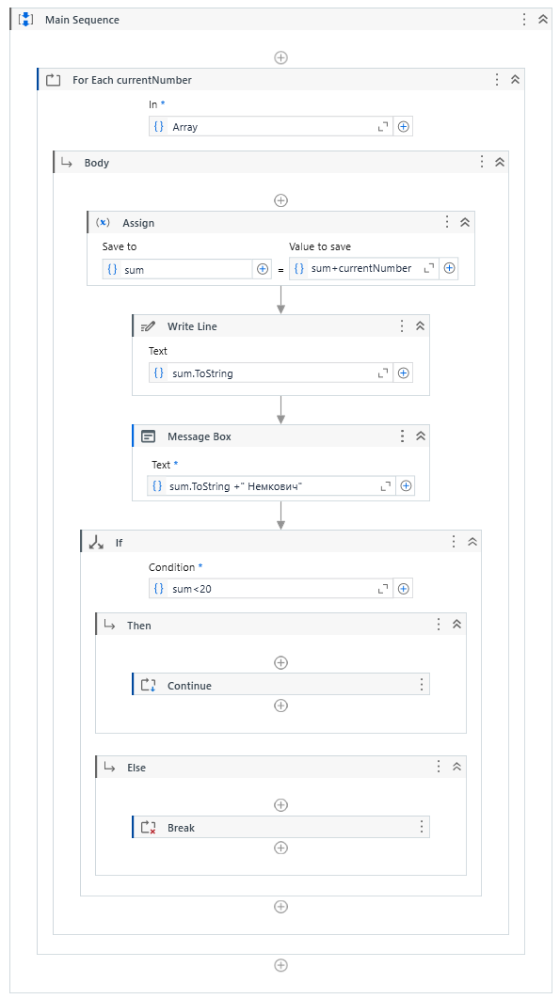 Main Sequence
For Each currentNumber
In *
Array
Body
Assign
Save to
Value to save
sum
=
sum+currentNumber
Write Line
Text
sum.ToString
Message Box
Text *
sum.ToString +" Немкович"
If
Condition *
sum<20
Then
Continue
Else
Break